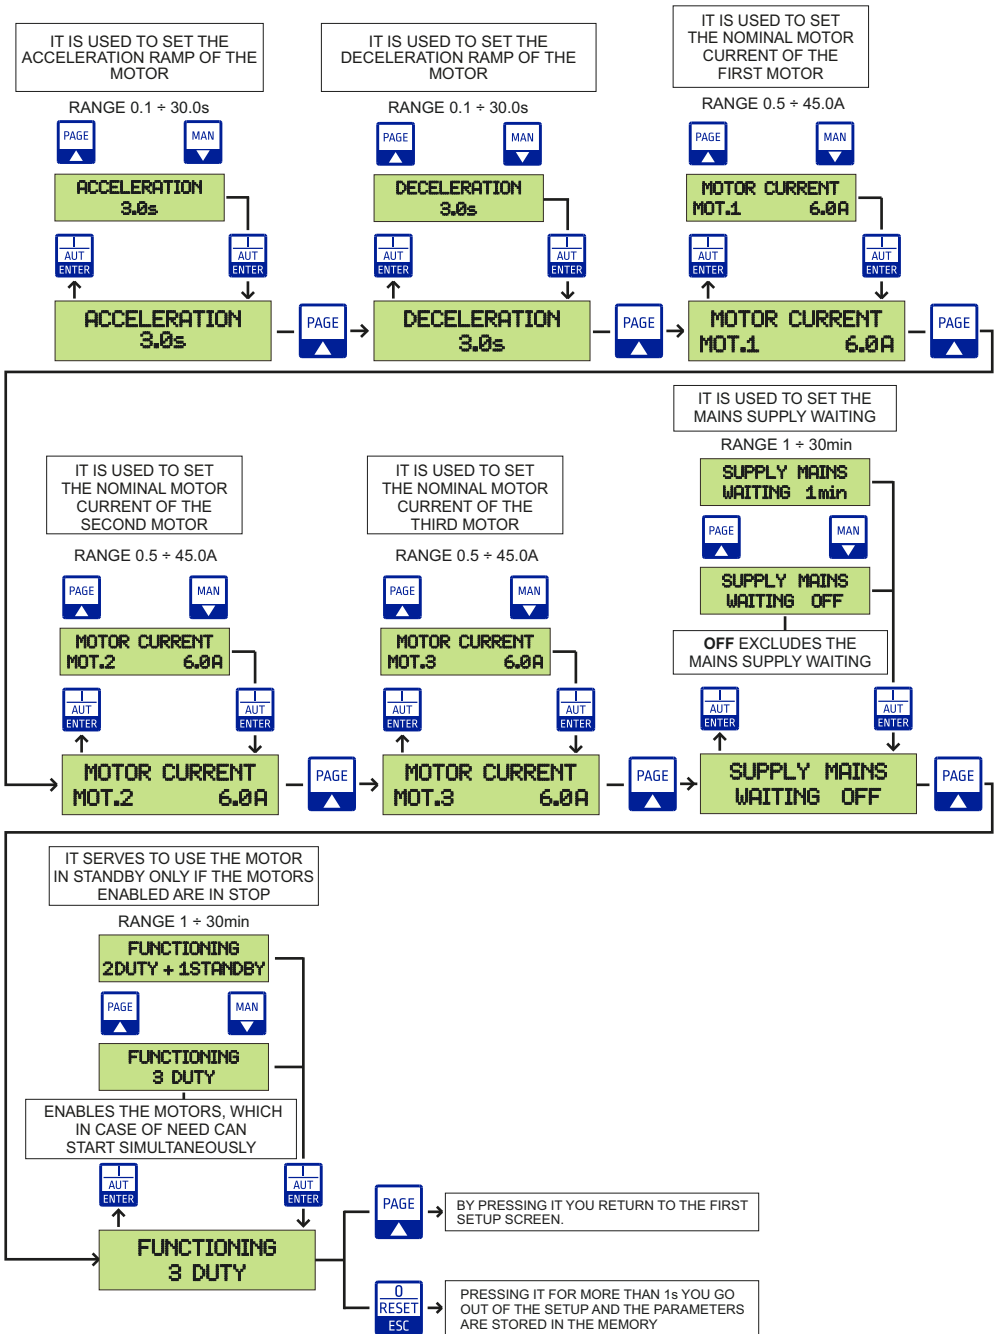 IT IS USED TO SET THE
ACCELERATION RAMP OF THE
MOTOR
RANGE 0.1 ÷ 30.0s
PAGE
MAN
ACCELERATION
3.0s
I
AUT
ENTER
I
AUT
ENTER
ACCELERATION
3.0s
PAGE
IT IS USED TO SET THE
DECELERATION RAMP OF THE
MOTOR
RANGE 0.1 ÷ 30.0s
PAGE
MAN
DECELERATION
3.0s
I
AUT
ENTER
I
AUT
ENTER
DECELERATION
3.0s
PAGE
IT IS USED TO SET
THE NOMINAL MOTOR
CURRENT OF THE
FIRST MOTOR
RANGE 0.5 ÷ 45.0A
PAGE
MAN
MOTOR CURRENT
MOT.1 6.0A
I
AUT
ENTER
I
AUT
ENTER
MOTOR CURRENT
MOT.1 6.0A
PAGE
IT IS USED TO SET
THE NOMINAL MOTOR
CURRENT OF THE
SECOND MOTOR
RANGE 0.5 ÷ 45.0A
PAGE
MAN
MOTOR CURRENT
MOT.2 6.0A
I
AUT
ENTER
I
AUT
ENTER
MOTOR CURRENT
MOT.2 6.0A
PAGE
IT IS USED TO SET
THE NOMINAL MOTOR
CURRENT OF THE
THIRD MOTOR
RANGE 0.5 ÷ 45.0A
PAGE
MAN
MOTOR CURRENT
MOT.3 6.0A
I
AUT
ENTER
I
AUT
ENTER
MOTOR CURRENT
MOT.3 6.0A
PAGE
IT IS USED TO SET THE
MAINS SUPPLY WAITING
RANGE 1 ÷ 30min
SUPPLY MAINS
WAITING 1min
PAGE
MAN
SUPPLY MAINS
WAITING OFF
OFF EXCLUDES THE
MAINS SUPPLY WAITING
I
AUT
ENTER
I
AUT
ENTER
SUPPLY MAINS
WAITING OFF
PAGE
IT SERVES TO USE THE MOTOR
IN STANDBY ONLY IF THE MOTORS
ENABLED ARE IN STOP
RANGE 1 ÷ 30min
FUNCTIONING
2DUTY + 1STANDBY
PAGE
MAN
FUNCTIONING
3 DUTY
ENABLES THE MOTORS, WHICH
IN CASE OF NEED CAN
START SIMULTANEOUSLY
I
AUT
ENTER
I
AUT
ENTER
FUNCTIONING
3 DUTY
PAGE
BY PRESSING IT YOU RETURN TO THE FIRST
SETUP SCREEN.
0
RESET
ESC
PRESSING IT FOR MORE THAN 1s YOU GO
OUT OF THE SETUP AND THE PARAMETERS
ARE STORED IN THE MEMORY